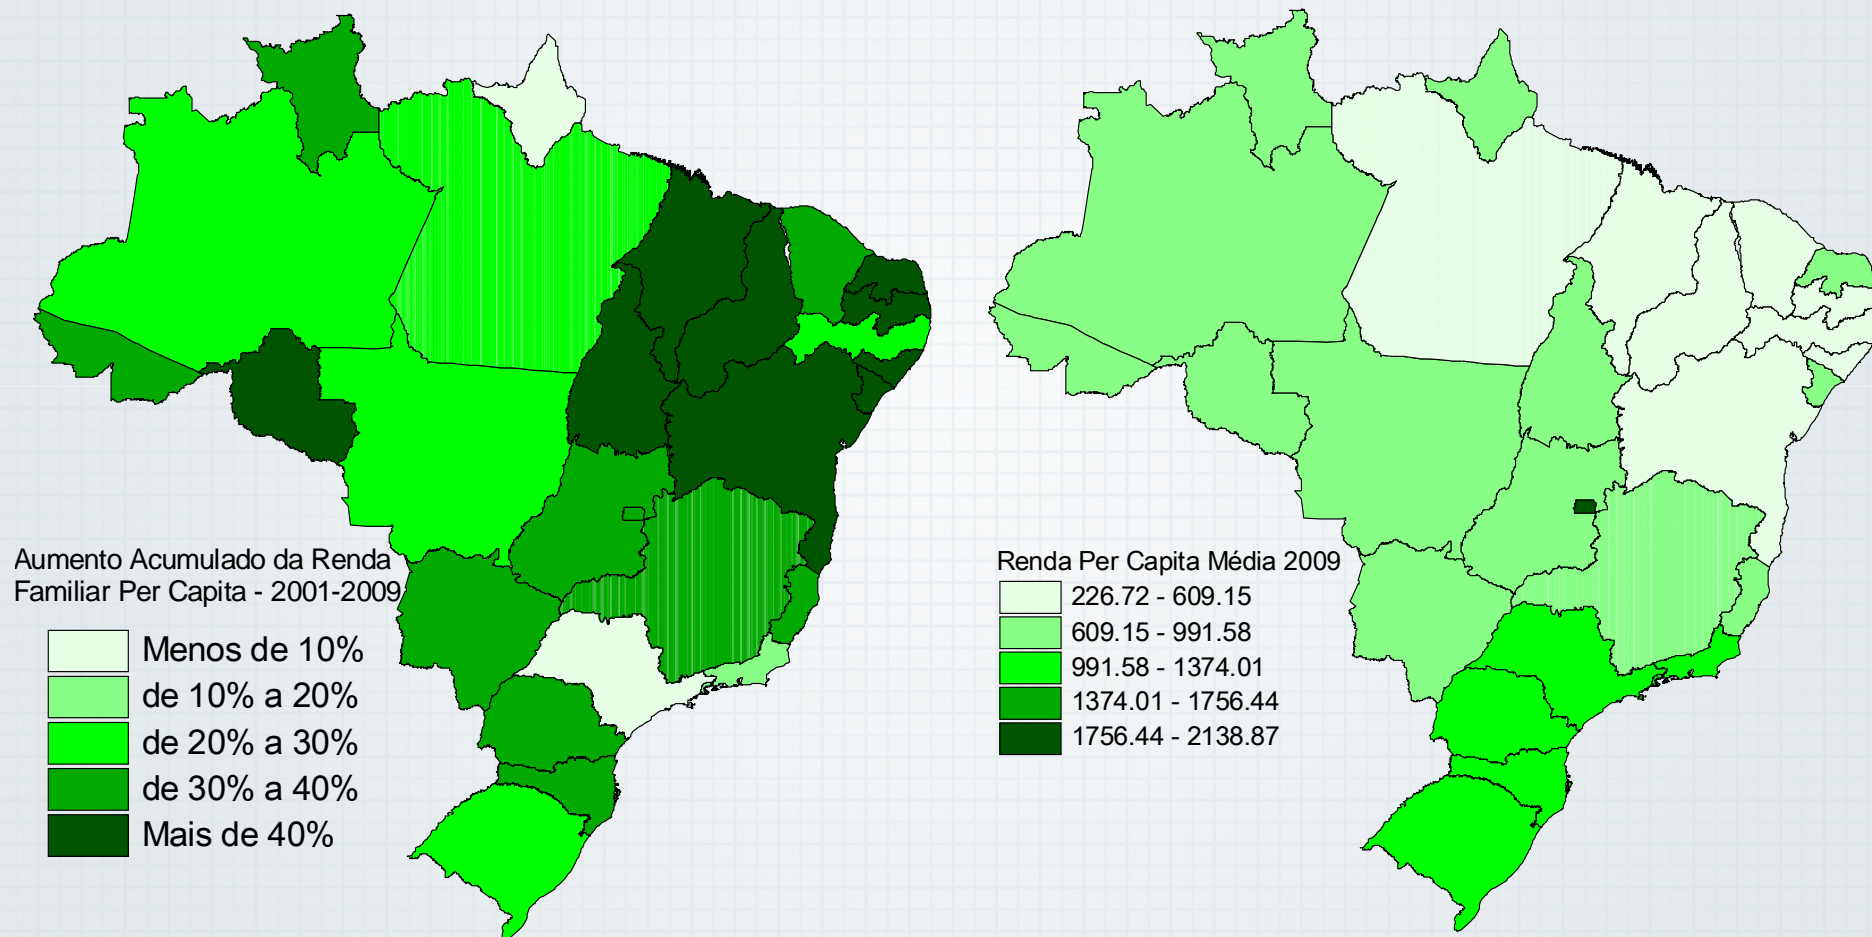 Aumento Acumulado da Renda
Familiar Per Capita - 2001-2009
Menos de 10%
de 10% a 20%
de 20% a 30%
de 30% a 40%
Mais de 40%
Renda Per Capita Média 2009
226.72 - 609.15
609.15 - 991.58
991.58 - 1374.01
1374.01 - 1756.44
1756.44 - 2138.87